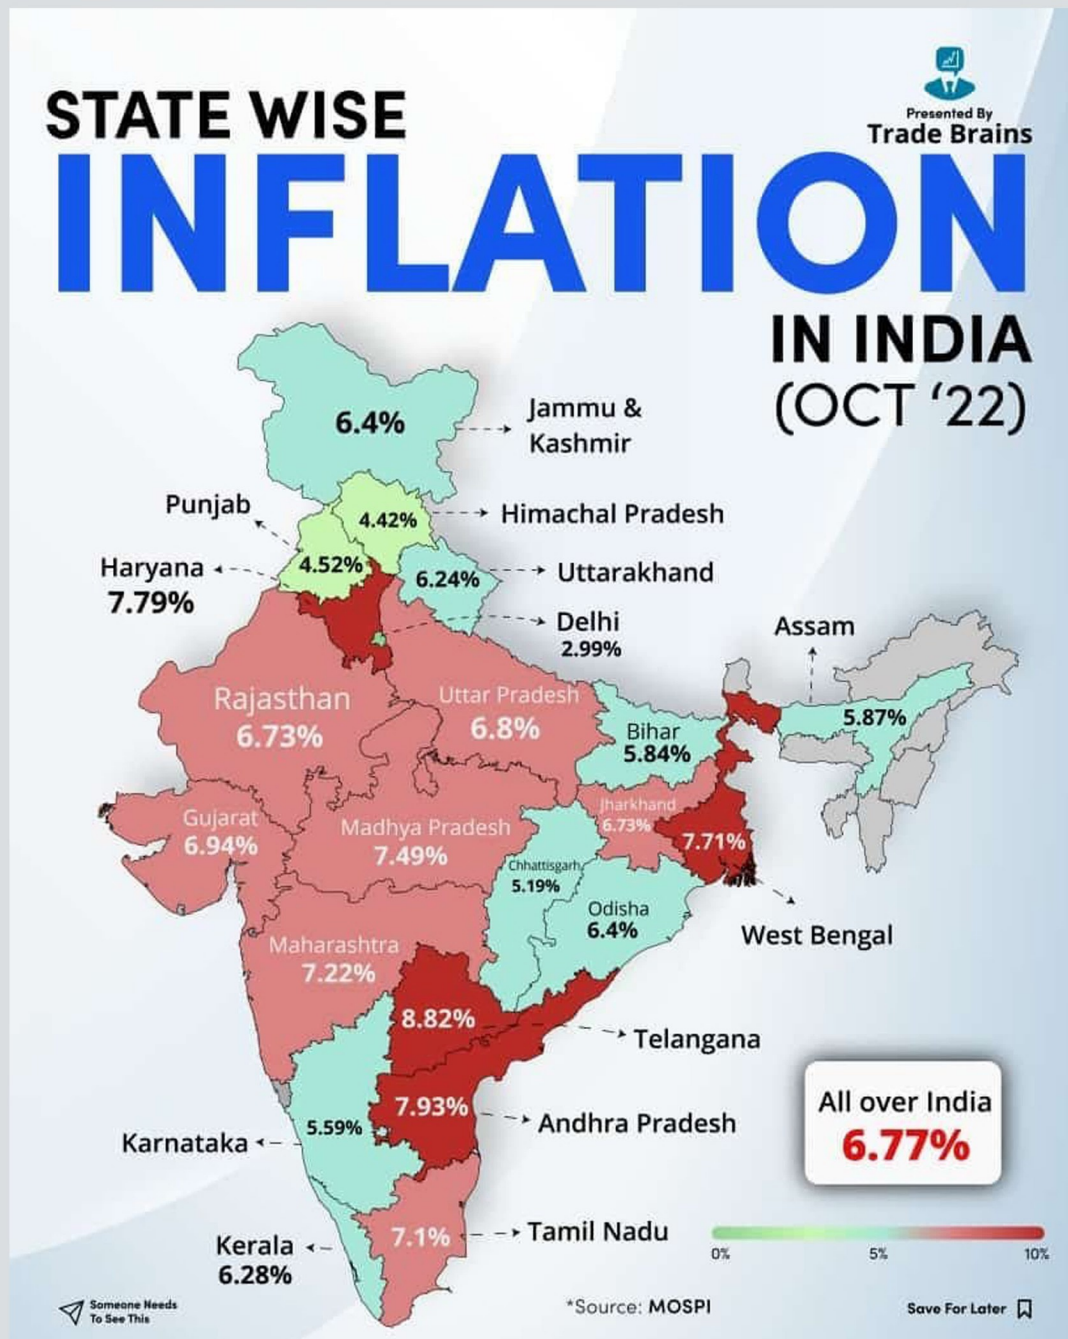 STATE WISE
Presented By
Trade Brains
INFLATION
IN INDIA
(OCT ‘22)
6.4%
Jammu &
Kashmir
Punjab
4.42%
Himachal Pradesh
Haryana
7.79%
4.52%
6.24%
Uttarakhand
Delhi
2.99%
Assam
5.87%
Rajasthan
6.73%
Uttar Pradesh
6.8%
Bihar
5.84%
Gujarat
6.94%
Madhya Pradesh
7.49%
Jharkhand
6.73%
7.71%
West Bengal
Chhattisgarh
5.19%
Odisha
6.4%
Maharashtra
7.22%
8.82%
Telangana
7.93%
Andhra Pradesh
5.59%
Karnataka
All over India
6.77%
7.1%
Tamil Nadu
Kerala
6.28%
0%
5%
10%
Someone Needs
To See This
*Source: MOSPI
Save For Later